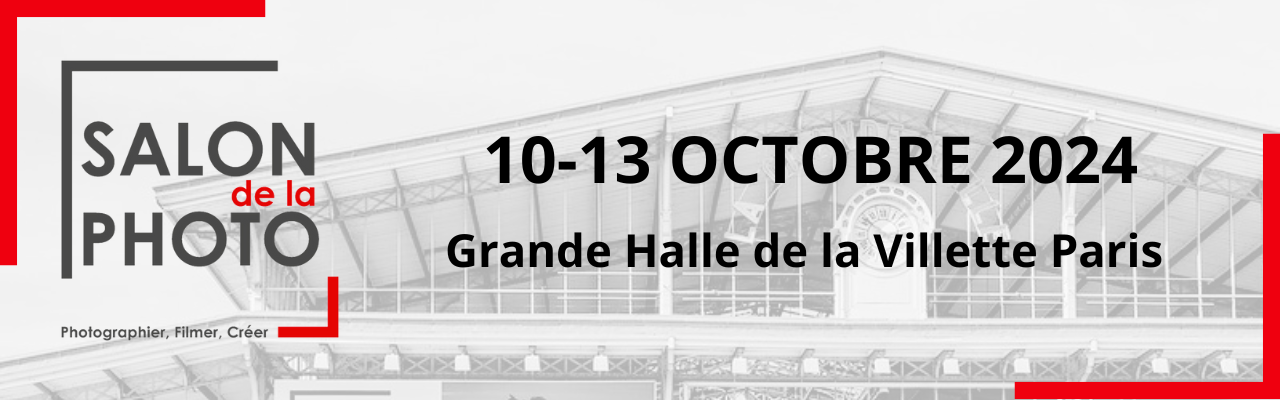 SALON
de la
PHOTO
Photographier, Filmer, Créer
10-13 OCTOBRE 2024
Grande Halle de la Villette Paris